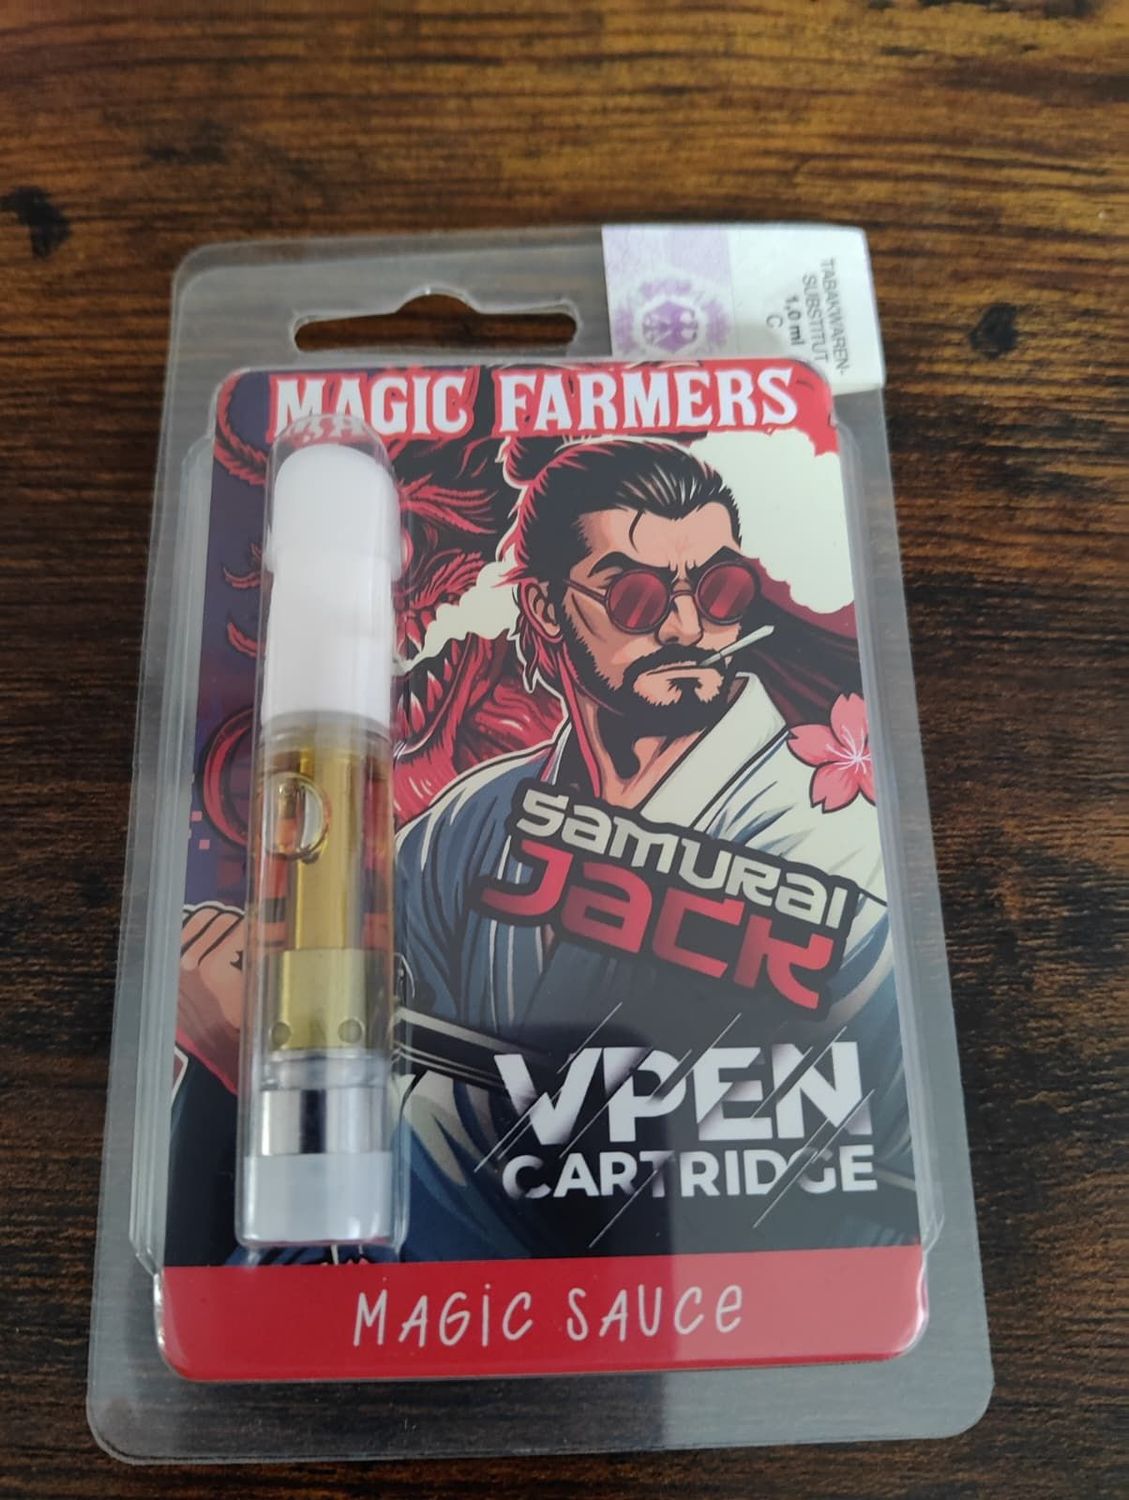 TABAKWAREN-
SUBSTITUT
1,0 ml
C
MAGIC FARMERS
SAMURAI
JACK
VPEN
CARTRIDGE
MAGIC SAUCE